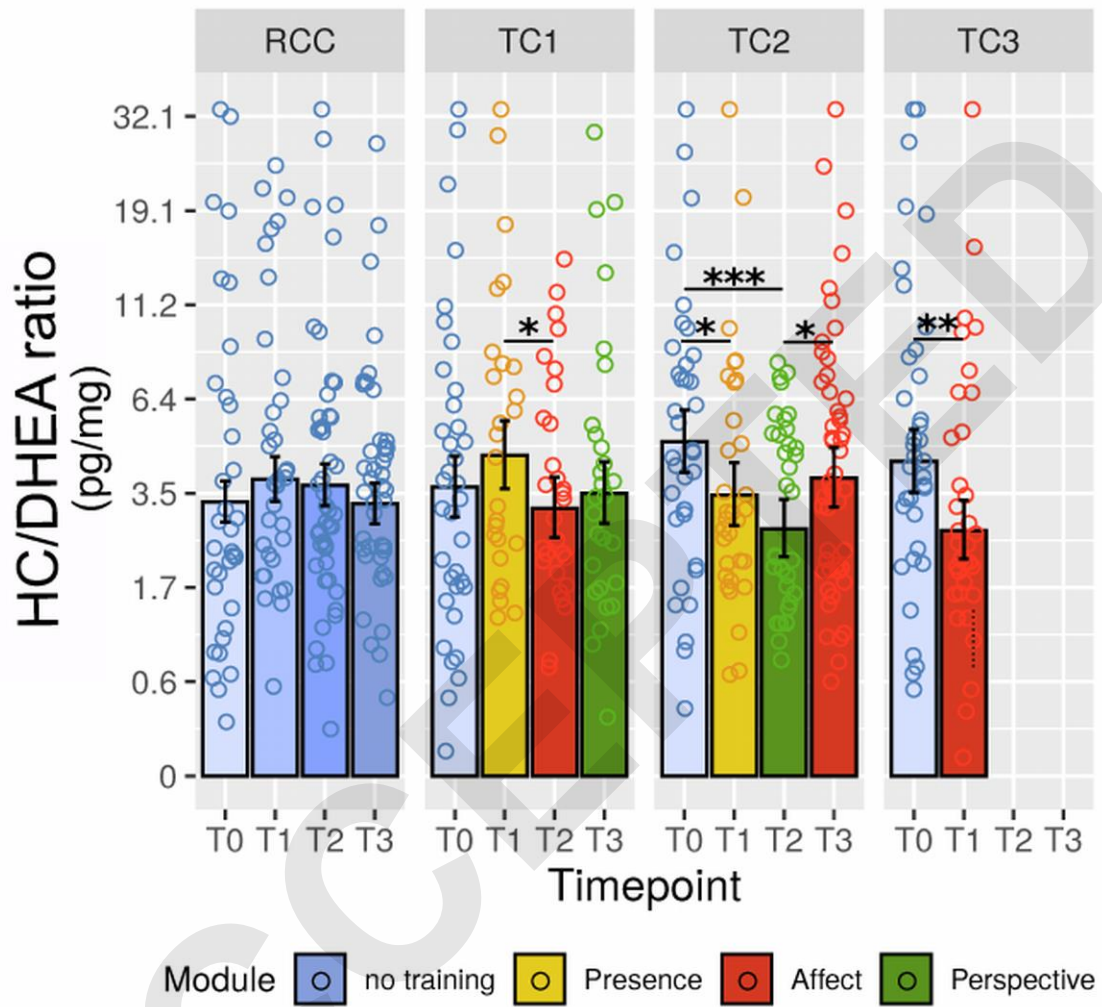 RCC TC1 TC2 TC3
HC/DHEA ratio
(pg/mg)
32.1
19.1
11.2
6.4
3.5
1.7
0.6
0
***
* * * **
T0 T1 T2 T3 T0 T1 T2 T3 T0 T1 T2 T3 T0 T1 T2 T3
Timepoint
Module no training Presence Affect Perspective
CCEPTED